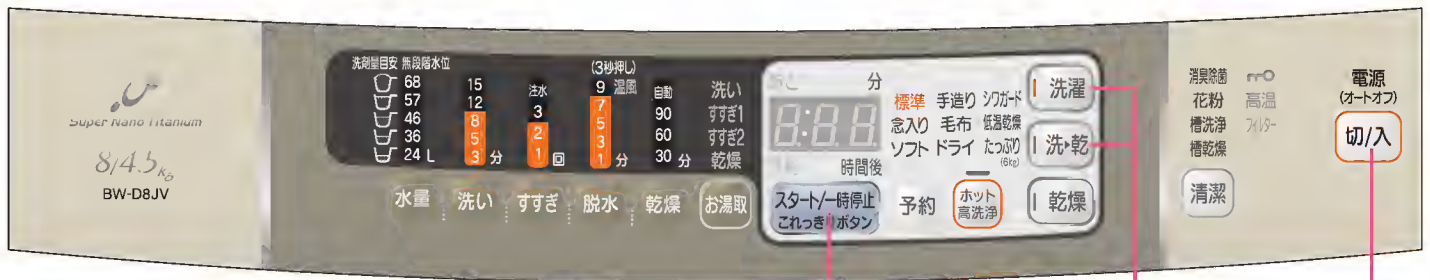 Super Nano Titanium
8/4.5kg
BW-D8JV
洗剤量目安 無段階水位
68
57
46
36
24 L
15
12
8
5
3 分
注水
3
2
1 回
(3秒押し)
9 温風
7
5
3
1 分
自動
90
60
30 分
洗い
すすぎ1
すすぎ2
乾燥
水量
洗い
すすぎ
脱水
乾燥
お湯取
分
8:88
時間後
標準 手造り シワガード
念入り 毛布 低温乾燥
ソフト ドライ たっぷり
(6kg)
洗濯
洗▸乾
乾燥
スタート/一時停止
これっきりボタン
予約
ホット
高洗浄
消臭除菌
花粉 高温
槽洗浄 フィルター
槽乾燥
清潔
電源
(オートオフ)
切/入